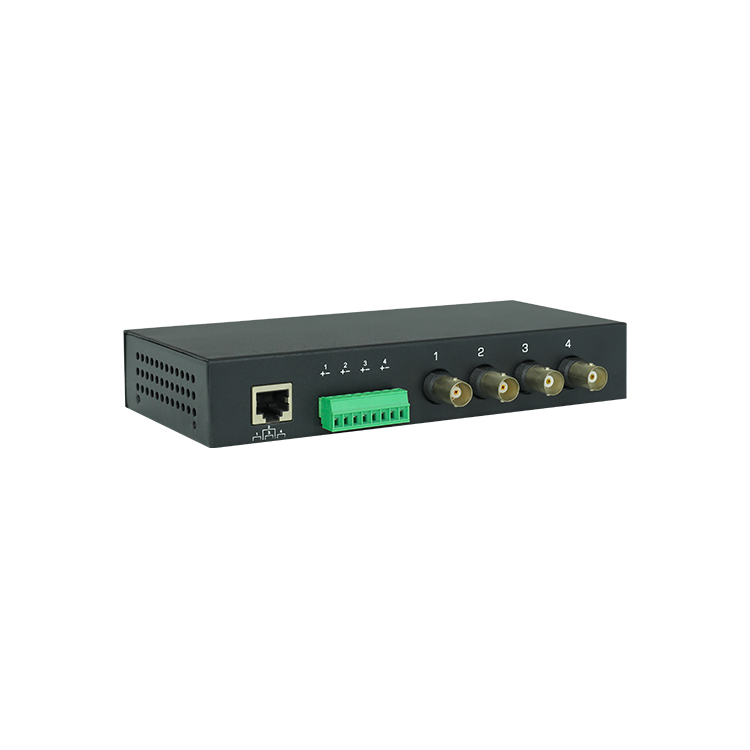 1 2 3 4
+- +- +- +-
1 2 3 4